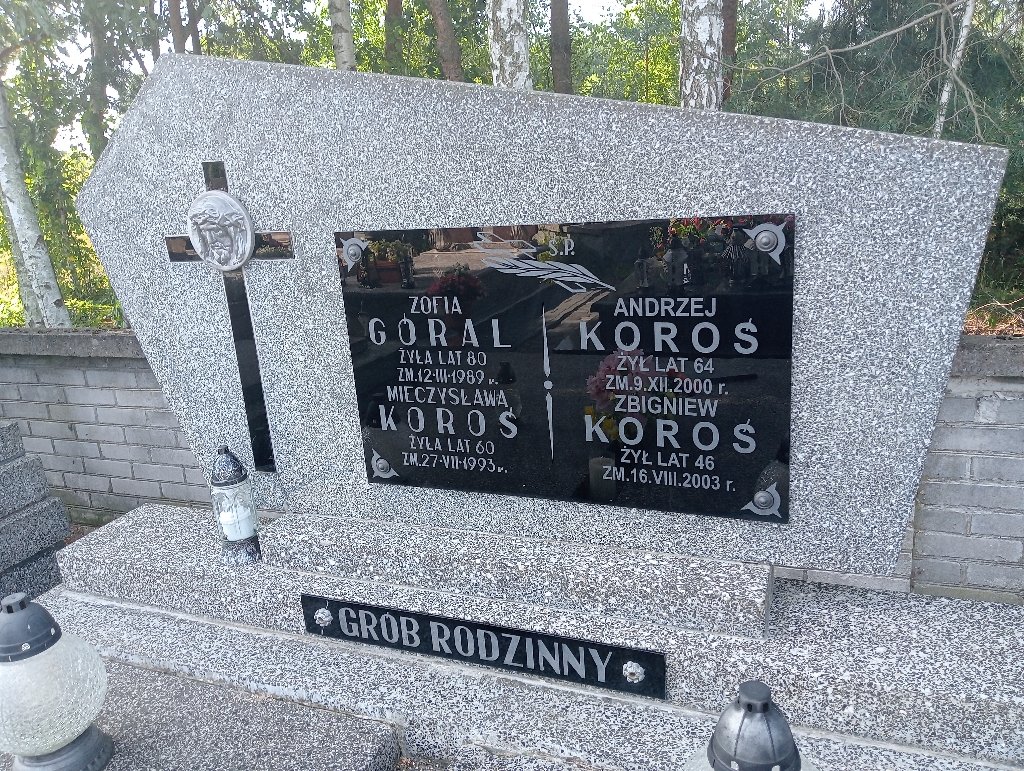 Ś.P.
ZOFIA
GÓRAL
ŻYŁA LAT 80
ZM. 12-III-1989 r.
MIECZYSŁAWA
KOROŚ
ŻYŁA LAT 60
ZM. 27-VII-1993 r.
ANDRZEJ
KOROŚ
ŻYŁ LAT 64
ZM. 9.XII.2000 r.
ZBIGNIEW
KOROŚ
ŻYŁ LAT 46
ZM. 16.VIII.2003 r.
GRÓB RODZINNY